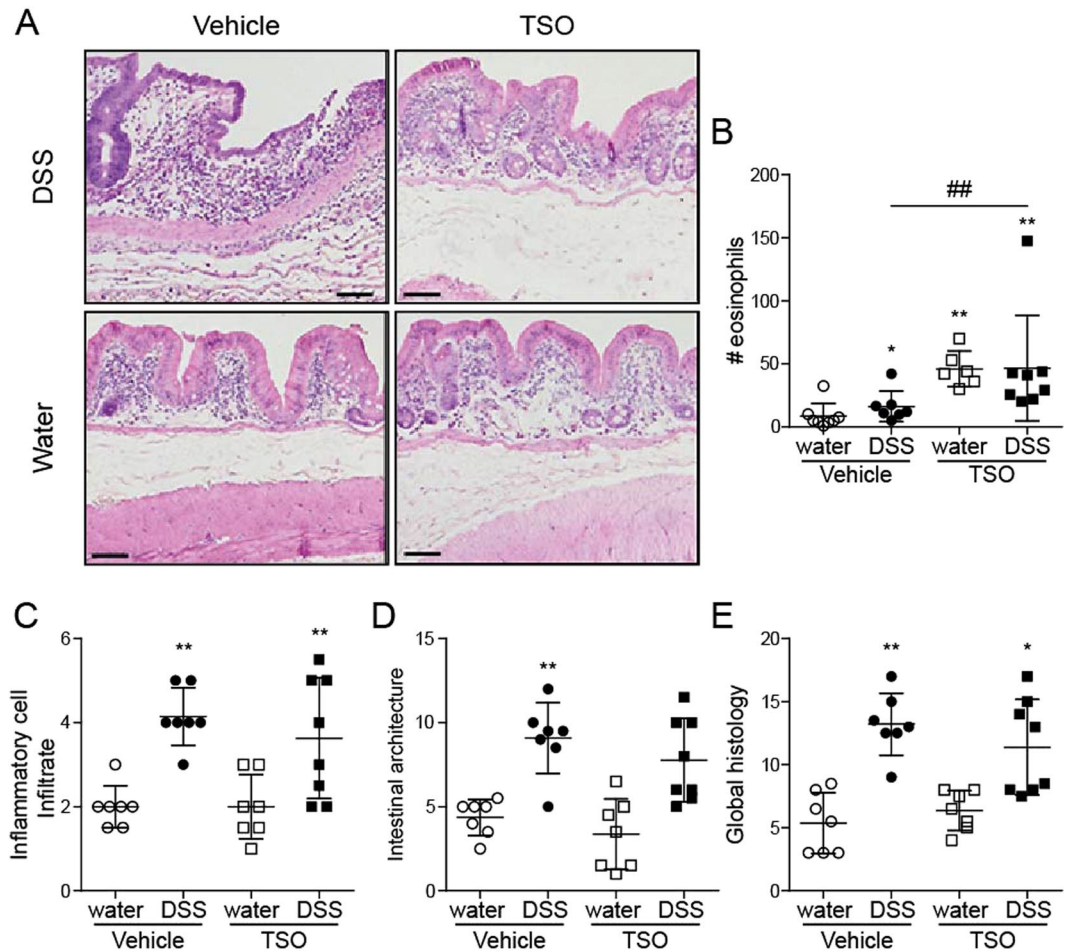 A
Vehicle TSO
DSS
Water
B
# eosinophils
200
150
100
50
0
##
*
**
**
water DSS water DSS
Vehicle TSO
C
Inflammatory cell
Infiltrate
6
4
2
0
**
**
water DSS water DSS
Vehicle TSO
D
Intestinal architecture
15
10
5
0
**
water DSS water DSS
Vehicle TSO
E
Global histology
20
15
10
5
0
**
*
water DSS water DSS
Vehicle TSO